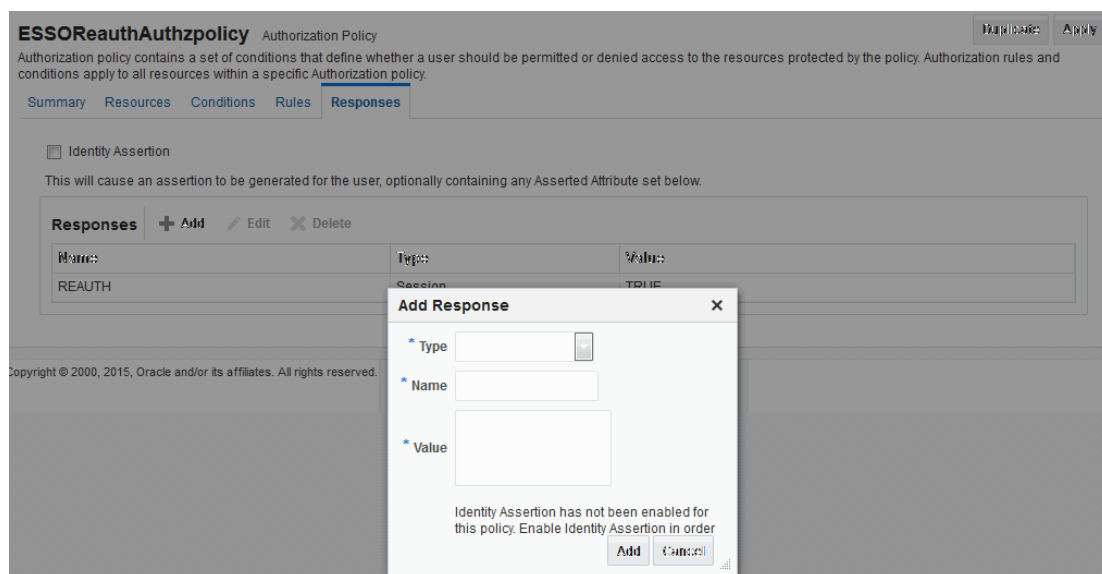 ESSOReauthAuthzpolicy Authorization Policy
Duplicate Apply
Authorization policy contains a set of conditions that define whether a user should be permitted or denied access to the resources protected by the policy. Authorization rules and
conditions apply to all resources within a specific Authorization policy.
Summary Resources Conditions Rules Responses
Identity Assertion
This will cause an assertion to be generated for the user, optionally containing any Asserted Attribute set below.
Responses Add Edit Delete
Name Type Value
REAUTH Session TRUE
Add Response
* Type
* Name
* Value
Identity Assertion has not been enabled for
this policy. Enable Identity Assertion in order
Add Cancel
Copyright © 2000, 2015, Oracle and/or its affiliates. All rights reserved.